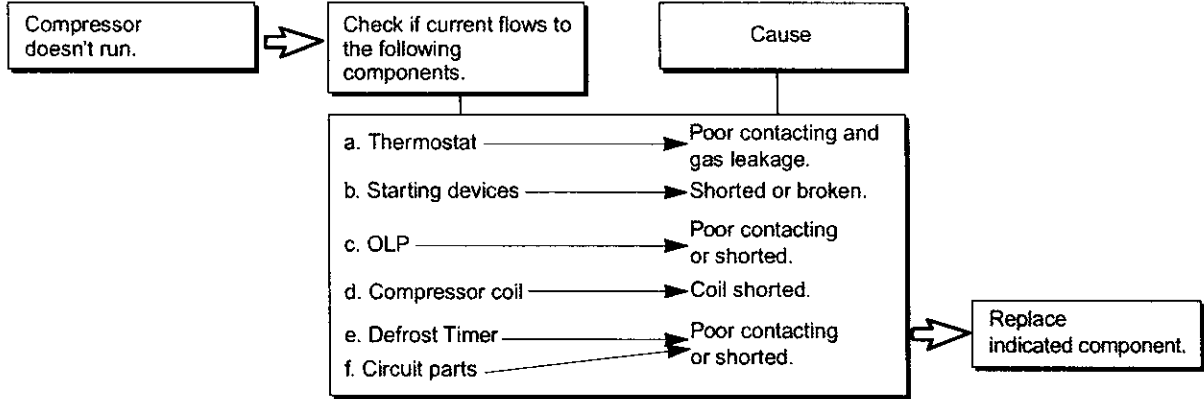 Compressor
doesn't run.
Check if current flows to
the following
components.
Cause
a. Thermostat
Poor contacting and
gas leakage.
b. Starting devices
Shorted or broken.
c. OLP
Poor contacting
or shorted.
d. Compressor coil
Coil shorted.
e. Defrost Timer
Poor contacting
or shorted.
f. Circuit parts
Replace
indicated component.